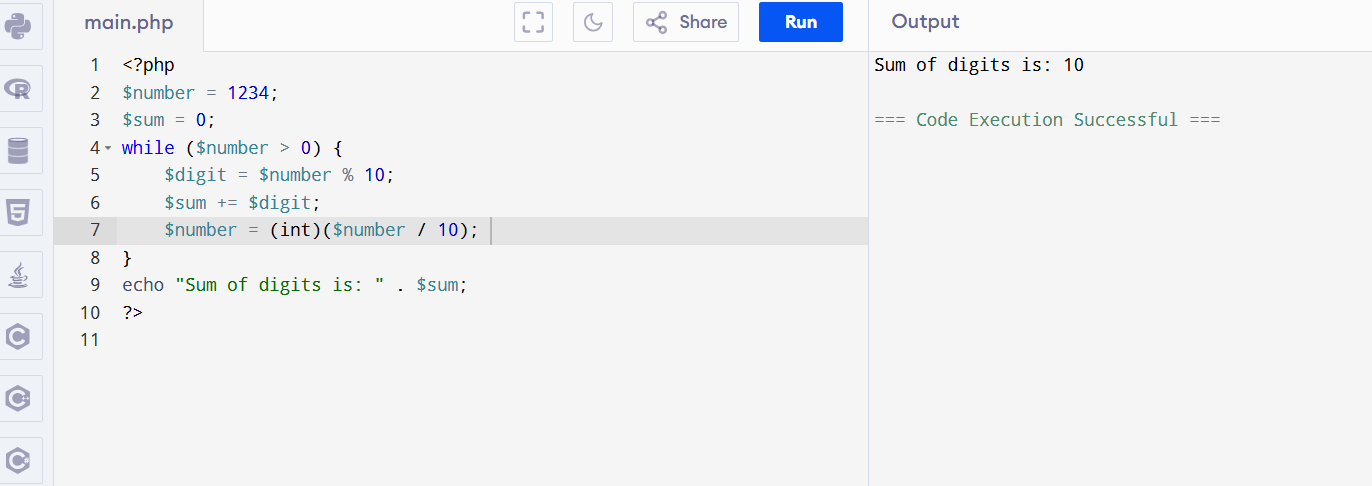 main.php
Share
Run
Output
1 <?php
2 $number = 1234;
3 $sum = 0;
4 while ($number > 0) {
5     $digit = $number % 10;
6     $sum += $digit;
7     $number = (int)($number / 10);
8 }
9 echo "Sum of digits is: " . $sum;
10 ?>
11
Sum of digits is: 10
=== Code Execution Successful ===